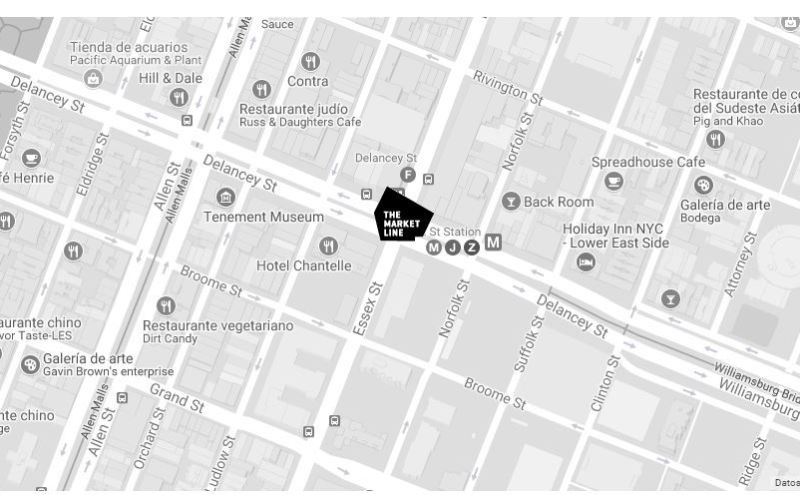 Sauce
Allen M
Eld
Tienda de acuarios
Pacific Aquarium & Plant
Contra
Hill & Dale
Rivington St
Delancey St
Restaurante judío
Russ & Daughters Cafe
Restaurante de co
del Sudeste Asiát
Pig and Khao
Forsyth St
Norfolk St
Eldridge St
Delancey St
Delancey St
F
Spreadhouse Cafe
fé Henrie
Allen St
Allen Malls
Galería de arte
Bodega
Back Room
Tenement Museum
THE
MARKET
LINE
St Station
M J Z M
Holiday Inn NYC
- Lower East Side
Attorney St
Hotel Chantelle
Broome St
Essex St
Norfolk St
Delancey St
Suffolk St
aurante chino
vor Taste-LES
Restaurante vegetariano
Dirt Candy
Galería de arte
Gavin Brown's enterprise
Williamsburg Brid
Williamsburg
Clinton St
Broome St
Grand St
nte chino
ge
Allen Malls
Allen St
Orchard St
Ludlow St
Ridge St
Datos